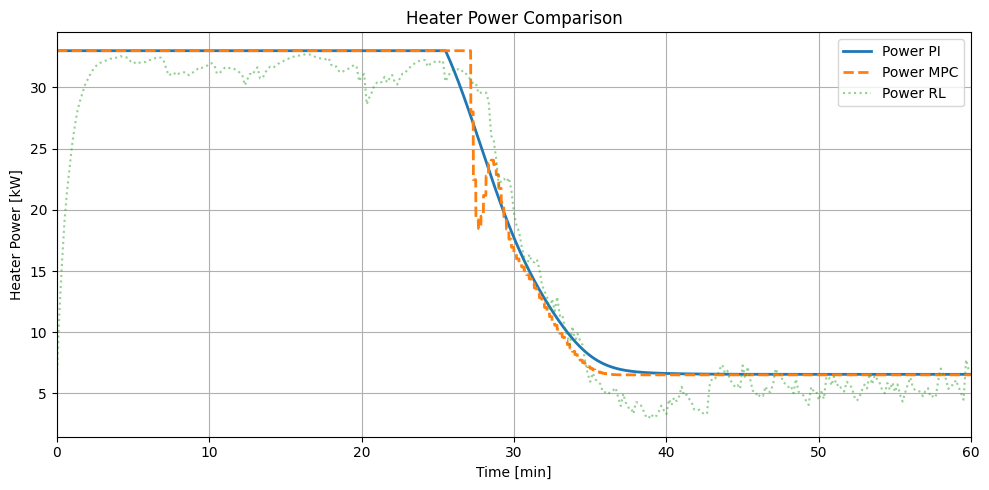 Heater Power Comparison
Heater Power [kW]
30
25
20
15
10
5
Power PI
Power MPC
Power RL
0 10 20 30 40 50 60
Time [min]